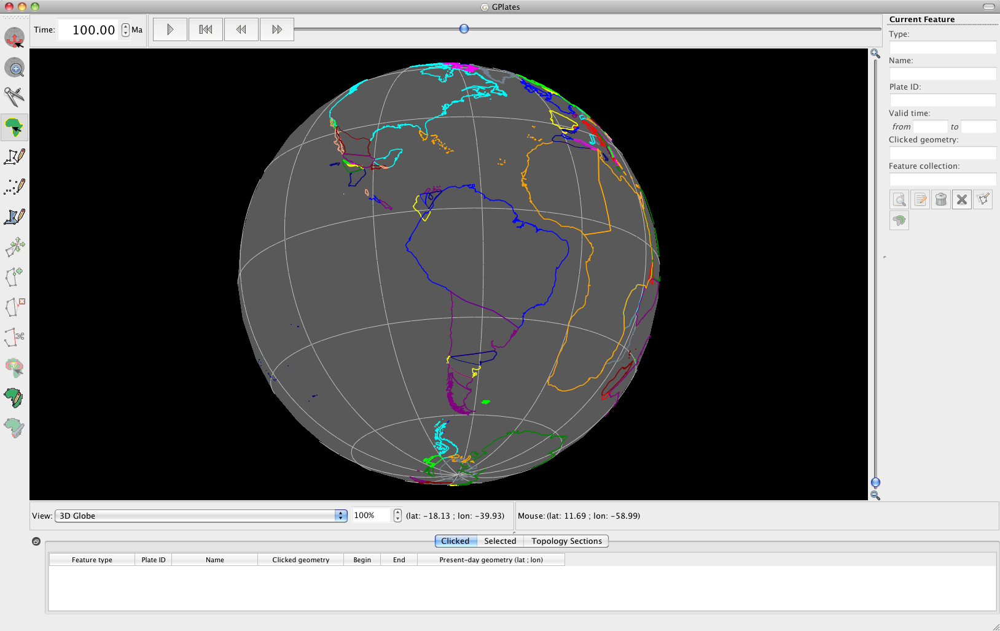 GPlates
Time: 100.00 Ma
Current Feature
Type:
Name:
Plate ID:
Valid time:
from to
Clicked geometry:
Feature collection:
View: 3D Globe 100% (lat: -18.13 ; lon: -39.93) Mouse: (lat: 11.69 ; lon: -58.99)
Clicked Selected Topology Sections
Feature type Plate ID Name Clicked geometry Begin End Present-day geometry (lat ; lon)